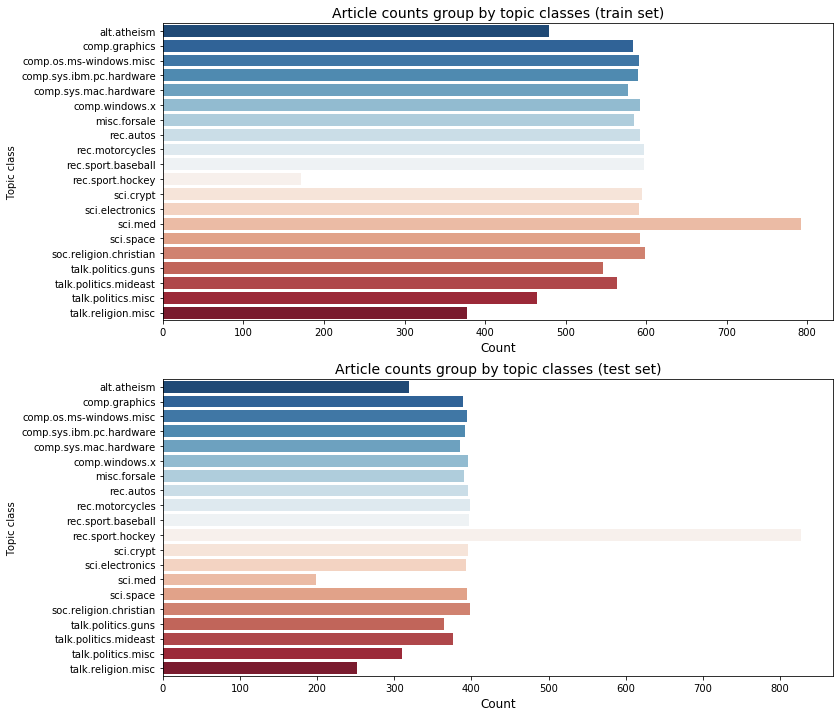 Article counts group by topic classes (train set)
Topic class
alt.atheism
comp.graphics
comp.os.ms-windows.misc
comp.sys.ibm.pc.hardware
comp.sys.mac.hardware
comp.windows.x
misc.forsale
rec.autos
rec.motorcycles
rec.sport.baseball
rec.sport.hockey
sci.crypt
sci.electronics
sci.med
sci.space
soc.religion.christian
talk.politics.guns
talk.politics.mideast
talk.politics.misc
talk.religion.misc
0 100 200 300 400 500 600 700 800
Count
Article counts group by topic classes (test set)
Topic class
alt.atheism
comp.graphics
comp.os.ms-windows.misc
comp.sys.ibm.pc.hardware
comp.sys.mac.hardware
comp.windows.x
misc.forsale
rec.autos
rec.motorcycles
rec.sport.baseball
rec.sport.hockey
sci.crypt
sci.electronics
sci.med
sci.space
soc.religion.christian
talk.politics.guns
talk.politics.mideast
talk.politics.misc
talk.religion.misc
0 100 200 300 400 500 600 700 800
Count